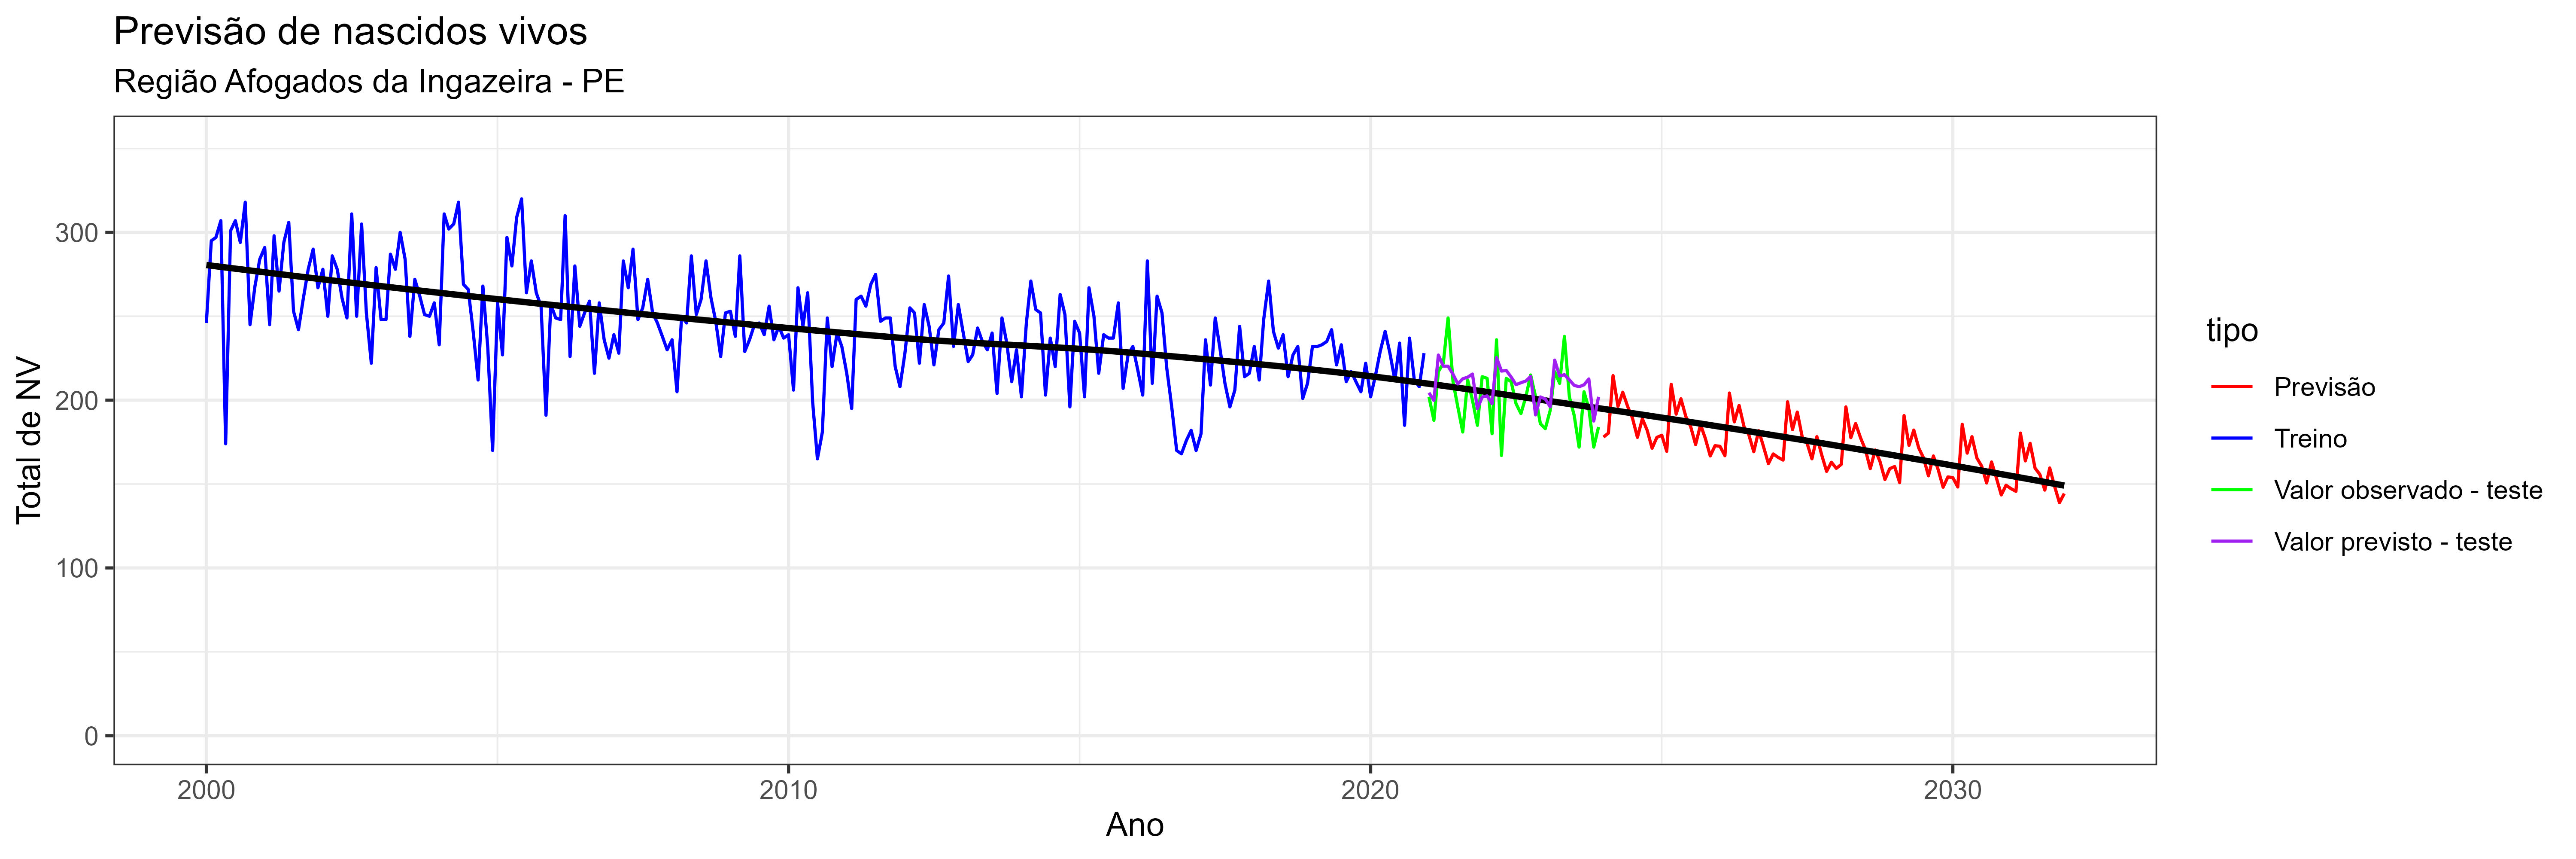 Previsão de nascidos vivos
Região Afogados da Ingazeira - PE
Total de NV
300
200
100
0
2000
2010
2020
2030
Ano
tipo
Previsão
Treino
Valor observado - teste
Valor previsto - teste